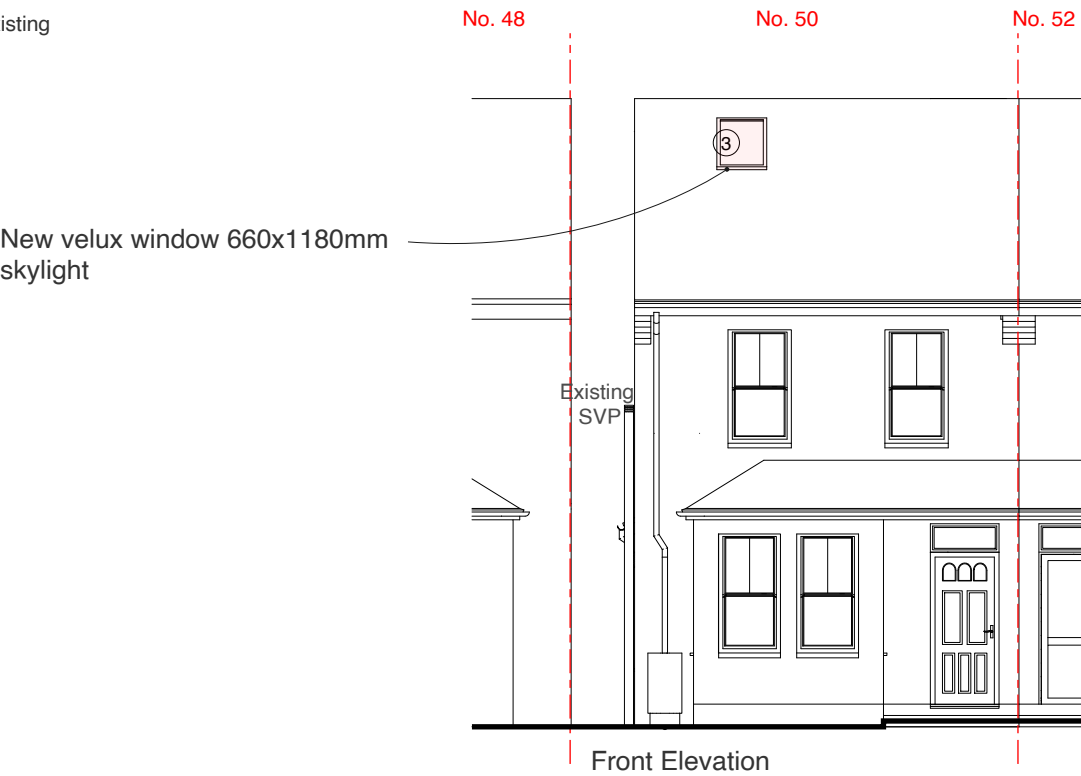 No. 48
No. 50
No. 52
isting
3
New velux window 660x1180mm
skylight
Existing
SVP
Front Elevation